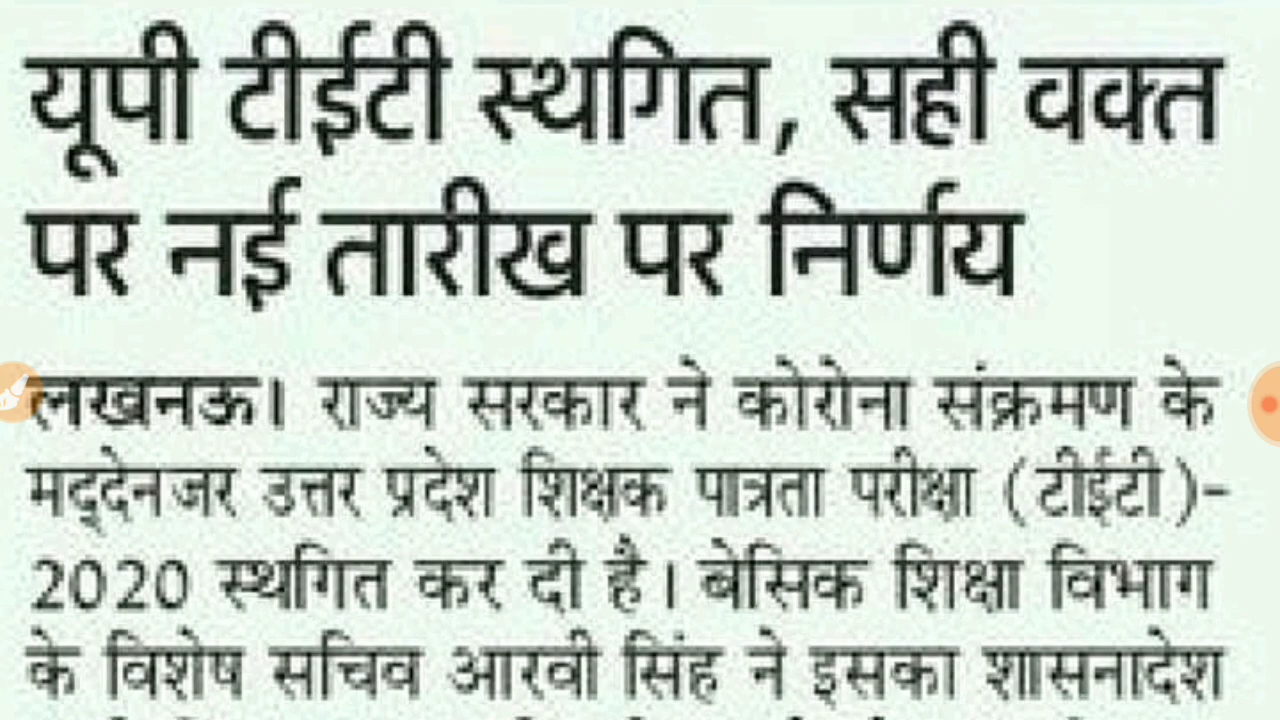 यूपी टीईटी स्थगित, सही वक्त
पर नई तारीख पर निर्णय
लखनऊ। राज्य सरकार ने कोरोना संक्रमण के
मद्देनजर उत्तर प्रदेश शिक्षक पात्रता परीक्षा (टीईटी)-
2020 स्थगित कर दी है। बेसिक शिक्षा विभाग
के विशेष सचिव आरवी सिंह ने इसका शासनादेश